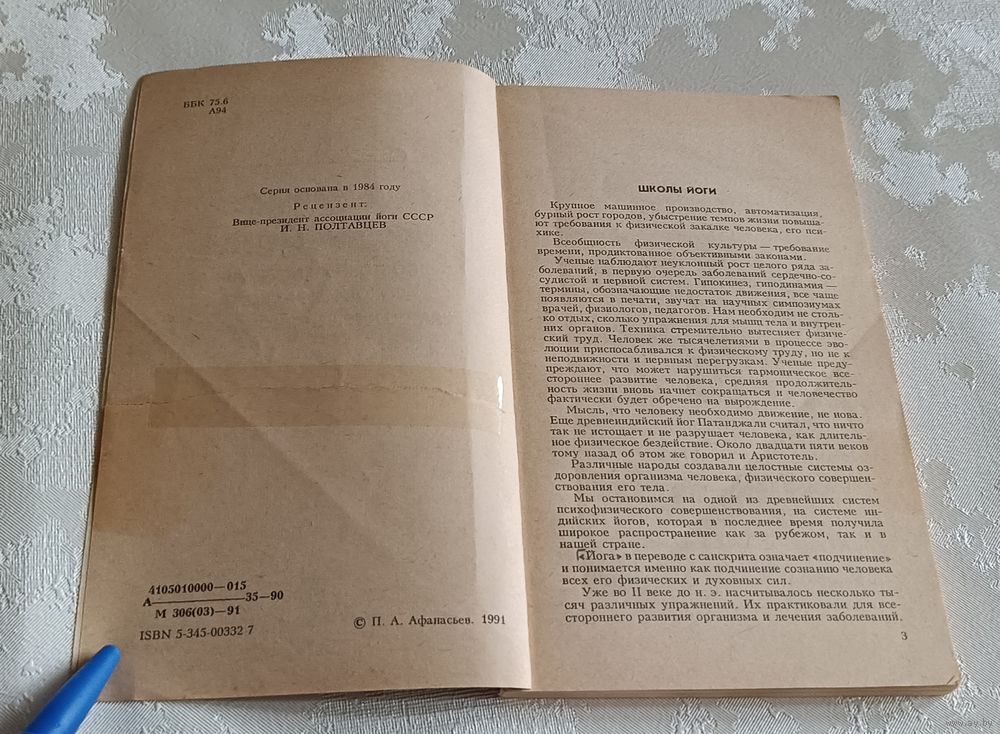 ББК 75.6
А94
Серия основана в 1984 году
Рецензент:
Вице-президент ассоциации йоги СССР
И. Н. ПОЛТАВЦЕВ
4105010000—015
А————35—90
М 306(03)—91
ISBN 5-345-00332 7
© П. А. Афанасьев. 1991
ШКОЛЫ ЙОГИ
Крупное машинное производство, автоматизация,
бурный рост городов, убыстрение темпов жизни повыша-
ют требования к физической закалке человека, его пси-
хике.
Всеобщность физической культуры — требование
времени, продиктованное объективными законами.
Ученые наблюдают неуклонный рост целого ряда за-
болеваний, в первую очередь заболеваний сердечно-со-
судистой и нервной систем. Гипокинез, гиподинамия —
термины, обозначающие недостаток движения, все чаще
появляются в печати, звучат на научных симпозиумах
врачей, физиологов, педагогов. Нам необходим не столь-
ко отдых, сколько упражнения для мышц тела и внутрен-
них органов. Техника стремительно вытесняет физиче-
ский труд. Человек же тысячелетиями в процессе эво-
люции приспосабливался к физическому труду, но не к
неподвижности и нервным перегрузкам. Ученые преду-
преждают, что может нарушиться гармоническое все-
стороннее развитие человека, средняя продолжитель-
ность жизни вновь начнет сокращаться и человечество
фактически будет обречено на вырождение.
Мысль, что человеку необходимо движение, не нова.
Еще древнеиндийский йог Патанджали считал, что ничто
так не истощает и не разрушает человека, как длитель-
ное физическое бездействие. Около двадцати пяти веков
тому назад об этом же говорил и Аристотель.
Различные народы создавали целостные системы оз-
доровления организма человека, физического совершен-
ствования его тела.
Мы остановимся на одной из древнейших систем
психофизического совершенствования, на системе ин-
дийских йогов, которая в последнее время получила
широкое распространение как за рубежом, так и в
нашей стране.
«Йога» в переводе с санскрита означает «подчинение»
и понимается именно как подчинение сознанию человека
всех его физических и духовных сил.
Уже во II веке до н. э. насчитывалось несколько ты-
сяч различных упражнений. Их практиковали для все-
стороннего развития организма и лечения заболеваний.
3
www.ay.by